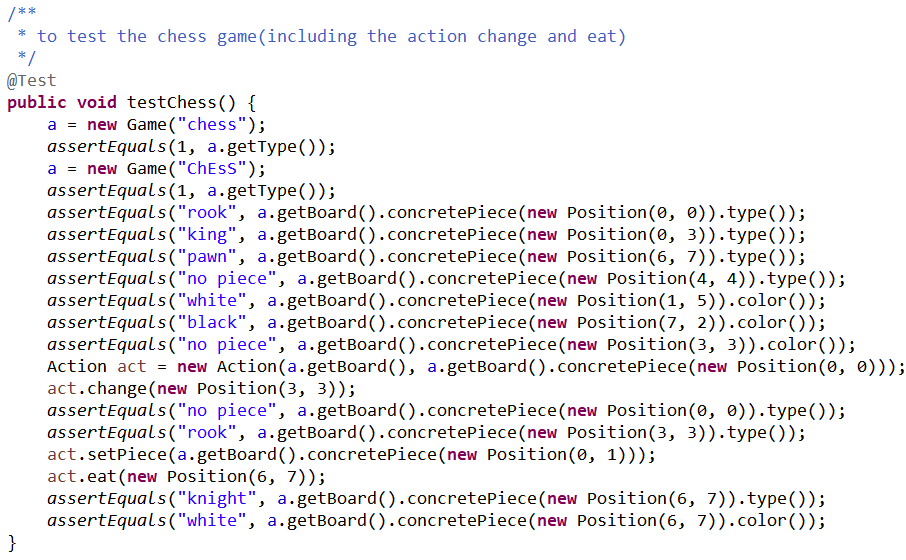 /**
 * to test the chess game(including the action change and eat)
 */
@Test
public void testChess() {
    a = new Game("chess");
    assertEquals(1, a.getType());
    a = new Game("ChEsS");
    assertEquals(1, a.getType());
    assertEquals("rook", a.getBoard().concretePiece(new Position(0, 0)).type());
    assertEquals("king", a.getBoard().concretePiece(new Position(0, 3)).type());
    assertEquals("pawn", a.getBoard().concretePiece(new Position(6, 7)).type());
    assertEquals("no piece", a.getBoard().concretePiece(new Position(4, 4)).type());
    assertEquals("white", a.getBoard().concretePiece(new Position(1, 5)).color());
    assertEquals("black", a.getBoard().concretePiece(new Position(7, 2)).color());
    assertEquals("no piece", a.getBoard().concretePiece(new Position(3, 3)).color());
    Action act = new Action(a.getBoard(), a.getBoard().concretePiece(new Position(0, 0)));
    act.change(new Position(3, 3));
    assertEquals("no piece", a.getBoard().concretePiece(new Position(0, 0)).type());
    assertEquals("rook", a.getBoard().concretePiece(new Position(3, 3)).type());
    act.setPiece(a.getBoard().concretePiece(new Position(0, 1)));
    act.eat(new Position(6, 7));
    assertEquals("knight", a.getBoard().concretePiece(new Position(6, 7)).type());
    assertEquals("white", a.getBoard().concretePiece(new Position(6, 7)).color());
}